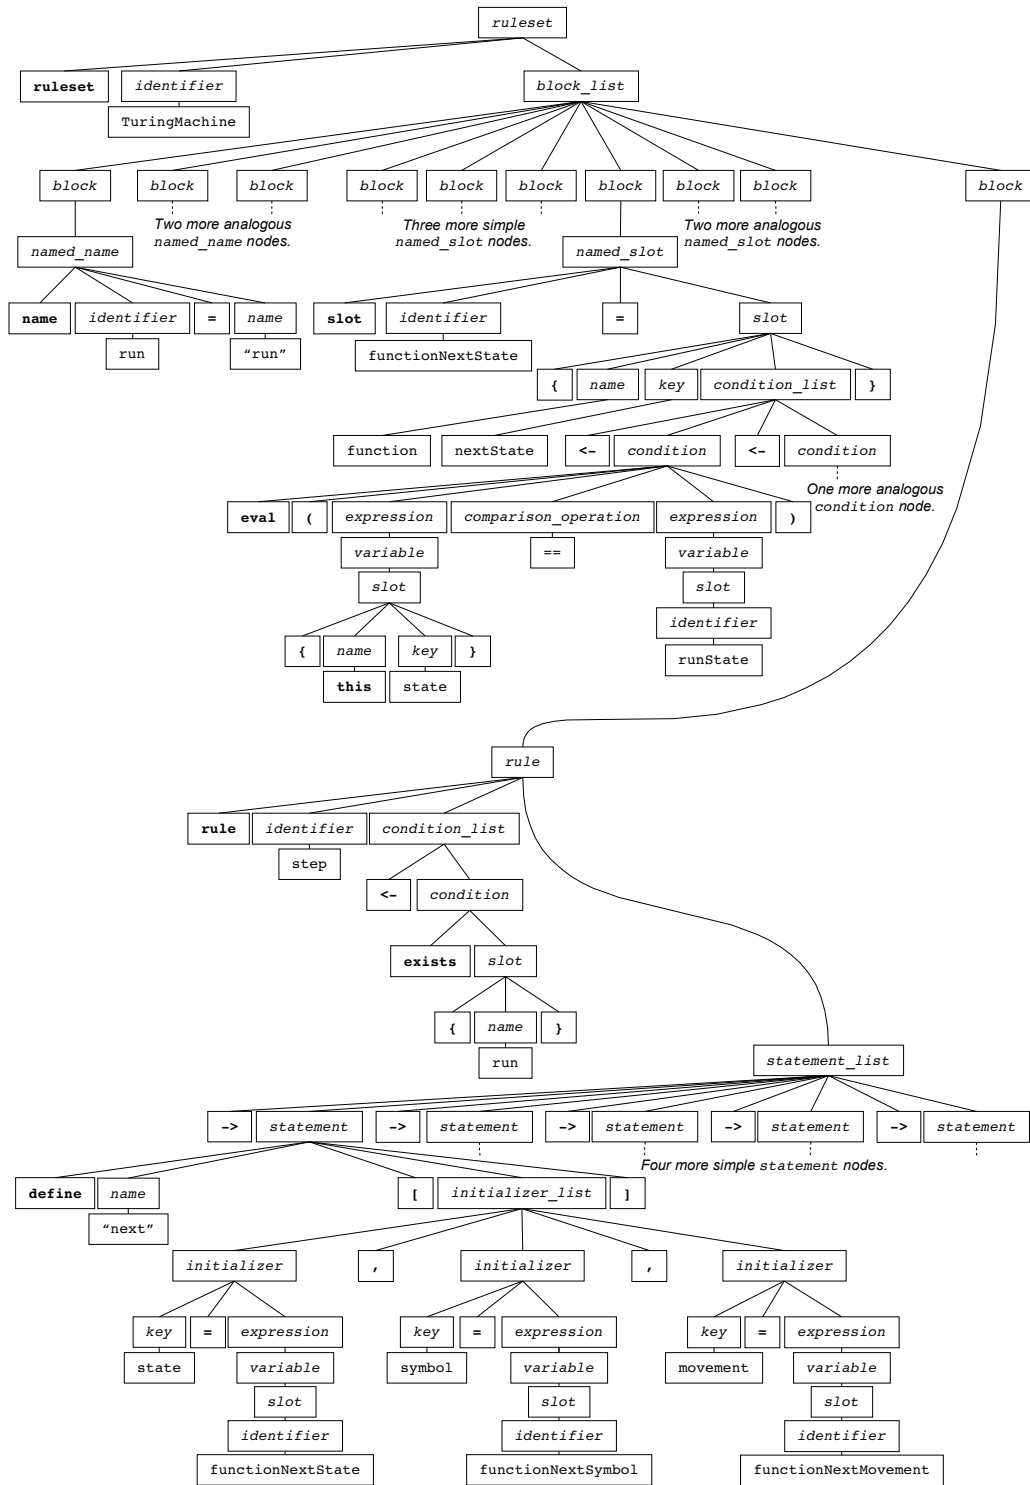 ruleset
ruleset identifier block_list
TuringMachine
block block block block block block block block block block
Two more analogous
named_name nodes.
Three more simple
named_slot nodes.
Two more analogous
named_slot nodes.
named_name named_slot
name identifier = name slot identifier = slot
run “run” functionNextState
{ name key condition_list }
function nextState <- condition <- condition
One more analogous
condition node.
eval ( expression comparison_operation expression )
variable == variable
slot slot
{ name key } identifier
this state runState
rule
rule identifier condition_list
step
<- condition
exists slot
{ name }
run
statement_list
-> statement -> statement -> statement -> statement -> statement
Four more simple statement nodes.
define name [ initializer_list ]
“next”
initializer , initializer , initializer
key = expression key = expression key = expression
state variable symbol variable movement variable
slot slot slot
identifier identifier identifier
functionNextState functionNextSymbol functionNextMovement